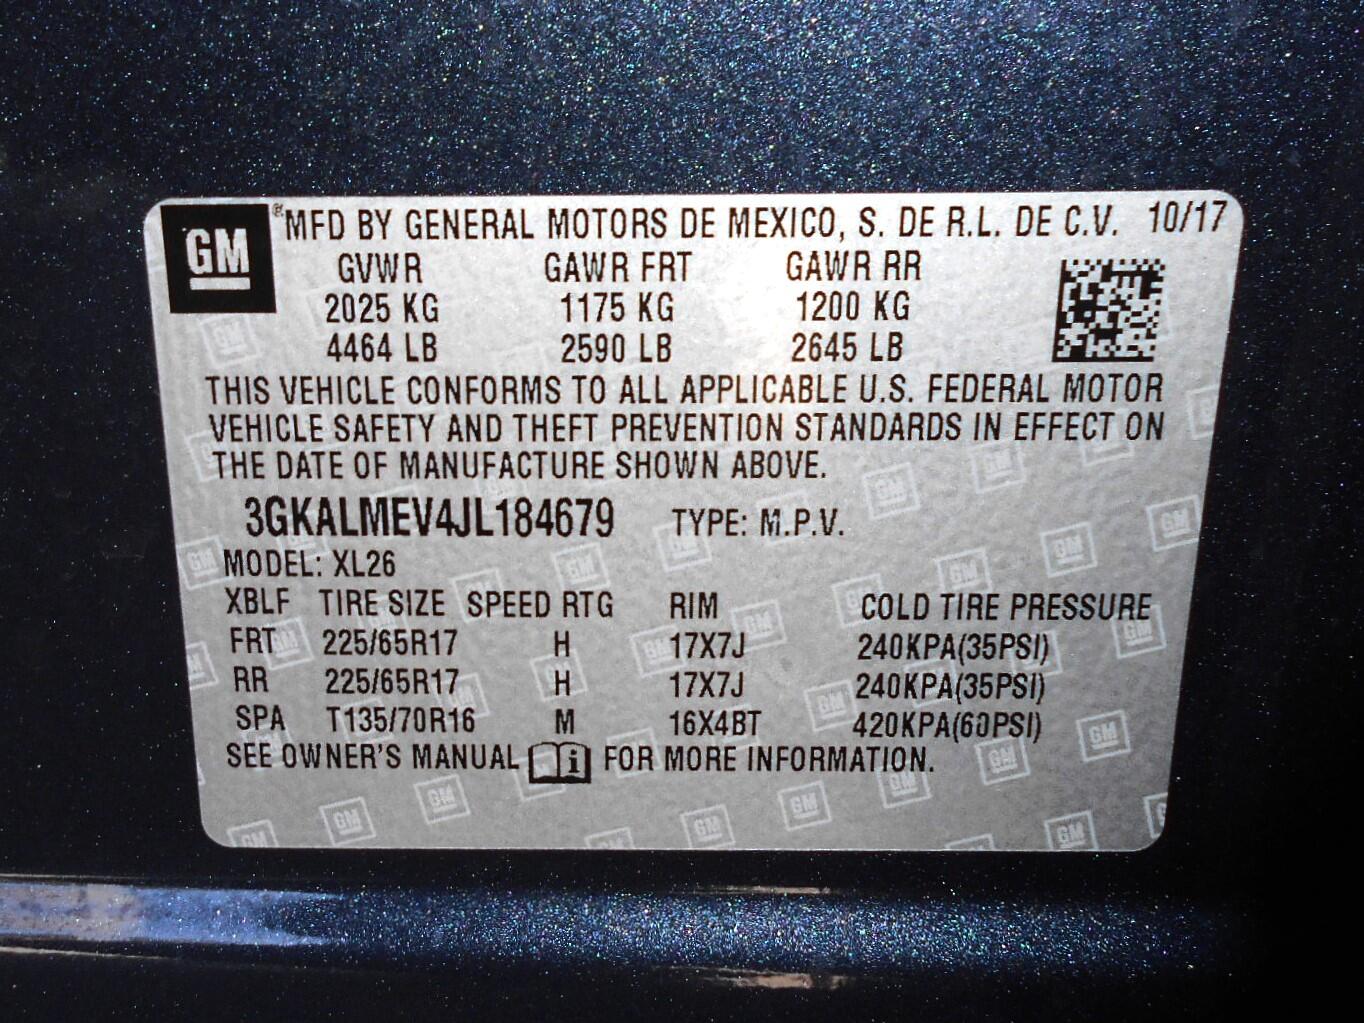 GM® MFD BY GENERAL MOTORS DE MEXICO, S. DE R.L. DE C.V. 10/17
GVWR GAWR FRT GAWR RR
2025 KG 1175 KG 1200 KG
4464 LB 2590 LB 2645 LB
THIS VEHICLE CONFORMS TO ALL APPLICABLE U.S. FEDERAL MOTOR
VEHICLE SAFETY AND THEFT PREVENTION STANDARDS IN EFFECT ON
THE DATE OF MANUFACTURE SHOWN ABOVE.
3GKALMEV4JL184679 TYPE: M.P.V.
MODEL: XL26
XBLF TIRE SIZE SPEED RTG RIM COLD TIRE PRESSURE
FRT 225/65R17 H 17X7J 240KPA(35PSI)
RR 225/65R17 H 17X7J 240KPA(35PSI)
SPA T135/70R16 M 16X4BT 420KPA(60PSI)
SEE OWNER'S MANUAL i FOR MORE INFORMATION.